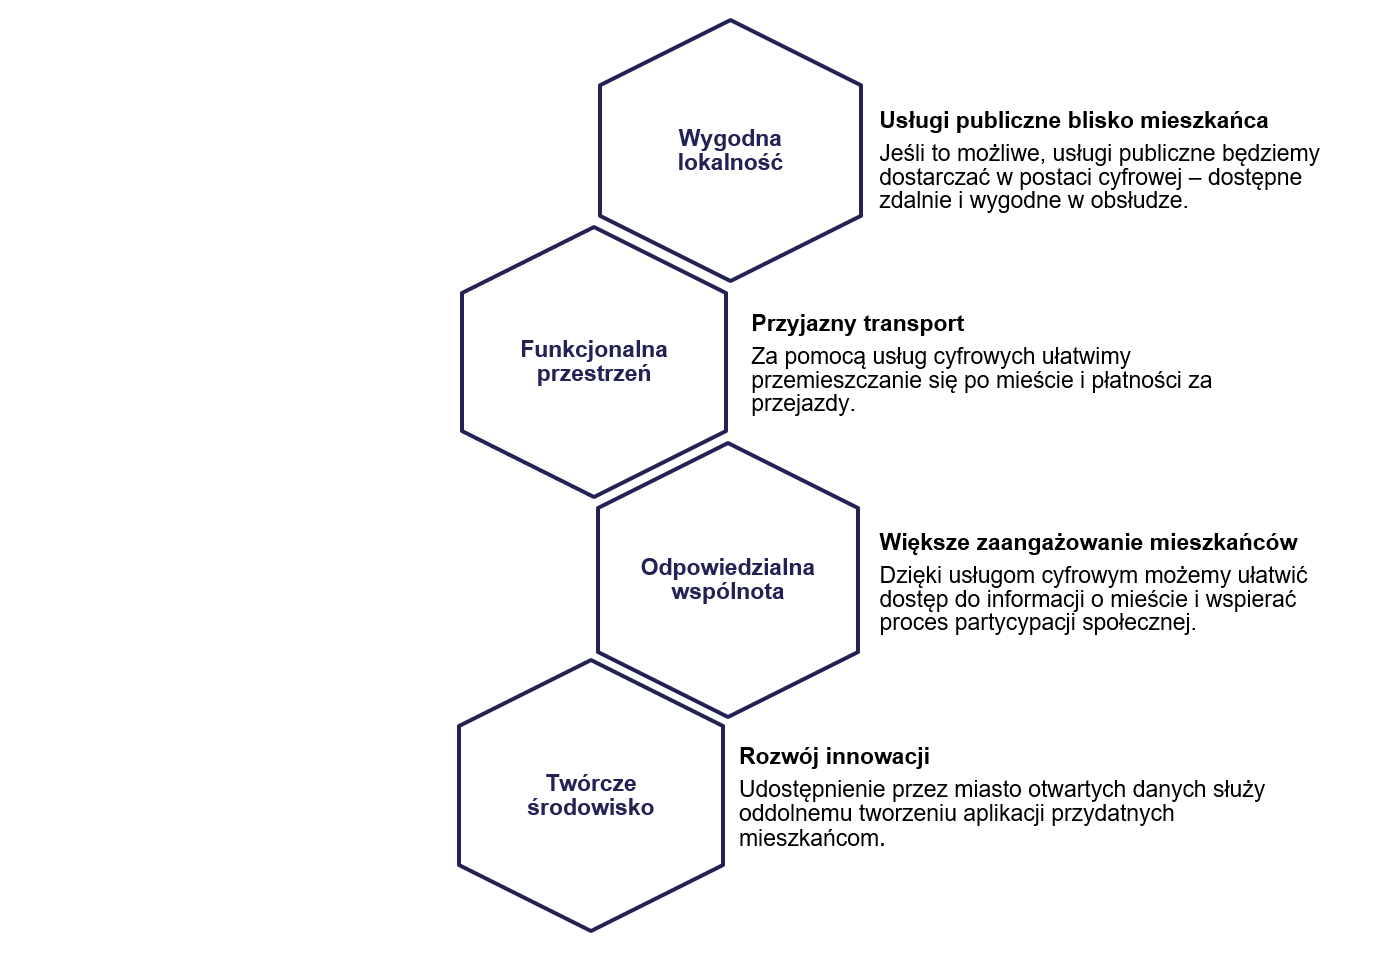 Wygodna
lokalność
Usługi publiczne blisko mieszkańca
Jeśli to możliwe, usługi publiczne będziemy
dostarczać w postaci cyfrowej – dostępne
zdalnie i wygodne w obsłudze.
Funkcjonalna
przestrzeń
Przyjazny transport
Za pomocą usług cyfrowych ułatwimy
przemieszczanie się po mieście i płatności za
przejazdy.
Odpowiedzialna
wspólnota
Większe zaangażowanie mieszkańców
Dzięki usługom cyfrowym możemy ułatwić
dostęp do informacji o mieście i wspierać
proces partycypacji społecznej.
Twórcze
środowisko
Rozwój innowacji
Udostępnienie przez miasto otwartych danych służy
oddolnemu tworzeniu aplikacji przydatnych
mieszkańcom.